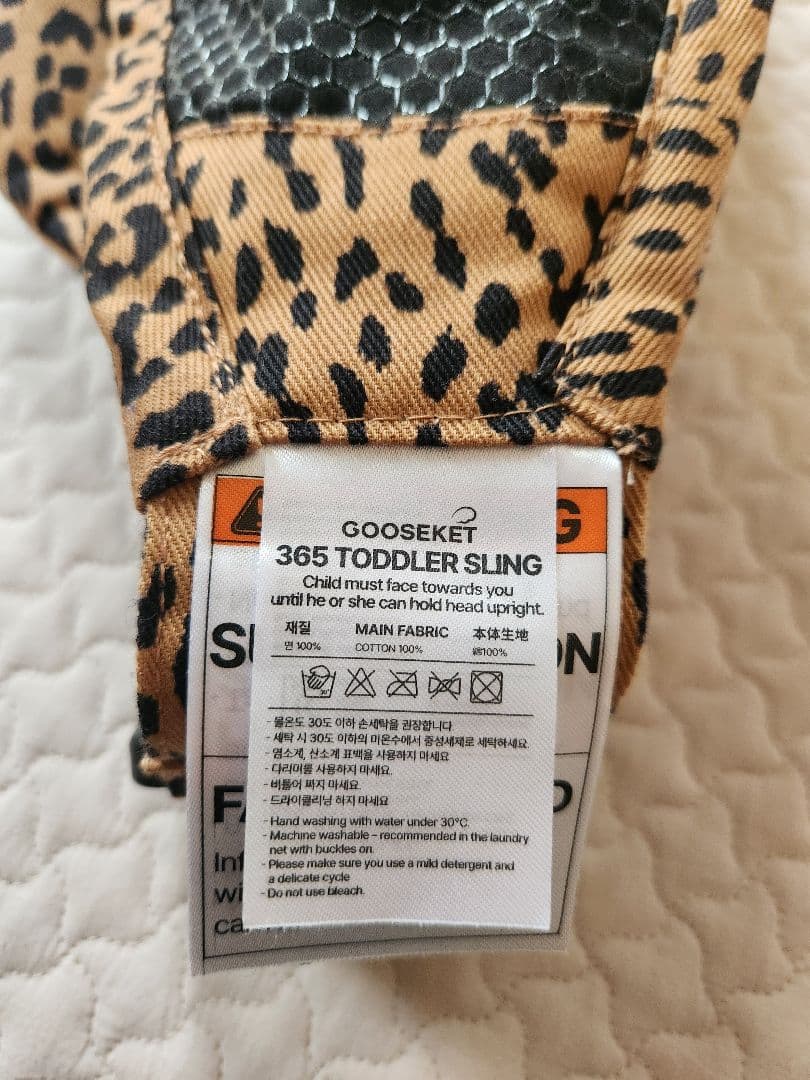 GOOSEKET
365 TODDLER SLING
Child must face towards you
until he or she can hold head upright.
재질 MAIN FABRIC 本体生地
면 100% COTTON 100% 綿100%
- 물온도 30도 이하 손세탁을 권장합니다
- 세탁 시 30도 이하의 미온수에서 중성세제로 세탁하세요.
- 염소계, 산소계 표백을 사용하지 마세요
- 다리미를 사용하지 마세요.
- 비틀어 짜지 마세요.
- 드라이클리닝 하지 마세요
- Hand washing with water under 30°C.
- Machine washable - recommended in the laundry
net with buckles on.
- Please make sure you use a mild detergent and
a delicate cycle
- Do not use bleach.